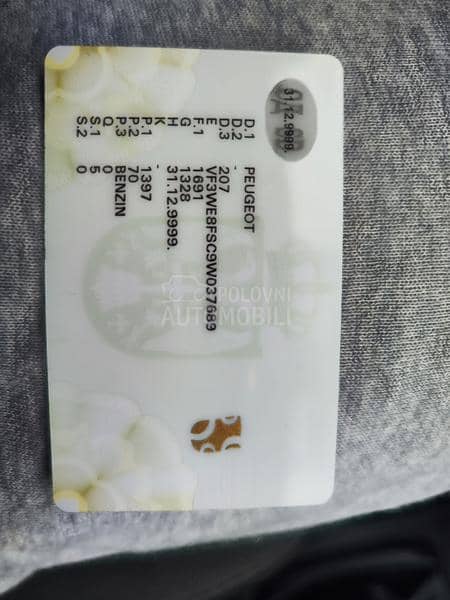 31.12.9999.
D.1 PEUGEOT
D.2 -
D.3 207
E VF3WE8FSC9W037689
F.1 1691
G 1328
H 31.12.9999.
K -
P.1 1397
P.2 70
P.3 BENZIN
Q 0
S.1 5
S.2 0
POLOVNI
AUTOMOBILI